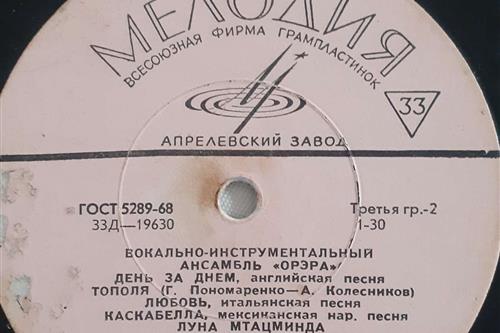 МЕЛОДИЯ
ВСЕСОЮЗНАЯ ФИРМА ГРАМПЛАСТИНОК
33
АПРЕЛЕВСКИЙ ЗАВОД
ГОСТ 5289-68
Третья гр.-2
33Д—19630
1-30
ВОКАЛЬНО-ИНСТРУМЕНТАЛЬНЫЙ
АНСАМБЛЬ «ОРЭРА»
ДЕНЬ ЗА ДНЕМ, английская песня
ТОПОЛЯ (Г. Пономаренко—А. Колесников)
ЛЮБОВЬ, итальянская песня
КАСКАБЕЛЛА, мексиканская нар. песня
ЛУНА МТАЦМИНДА